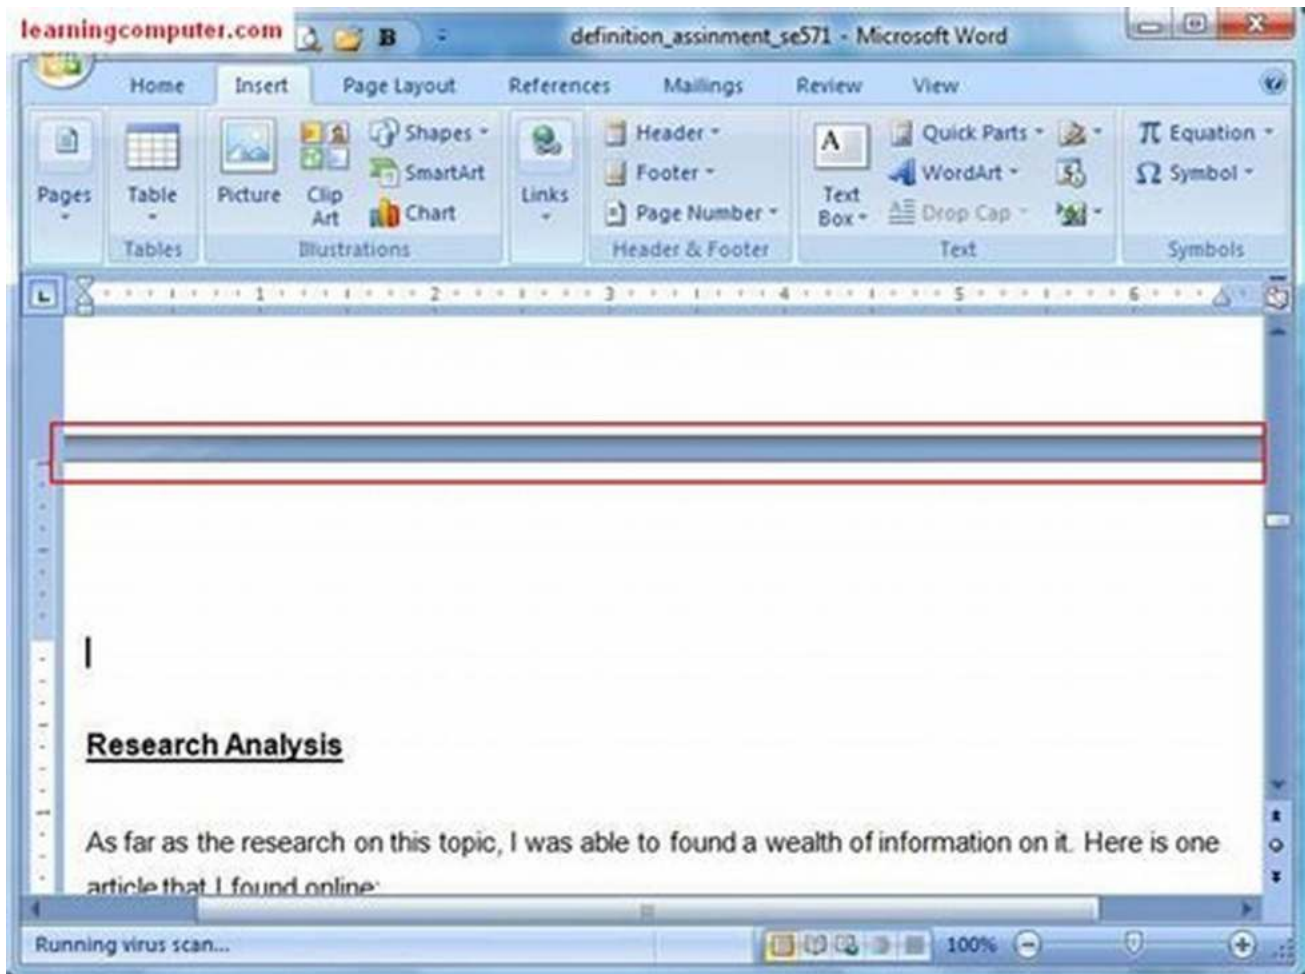 learningcomputer.com
B
definition_assinment_se571 - Microsoft Word
Home Insert Page Layout References Mailings Review View
Pages
Table
Tables
Picture
Clip Art
Shapes
SmartArt
Chart
Illustrations
Links
Header
Footer
Page Number
Header & Footer
A
Text Box
Quick Parts
WordArt
Drop Cap
Text
π Equation
Ω Symbol
Symbols
L
1 2 3 4 5 6
Research Analysis
As far as the research on this topic, I was able to found a wealth of information on it. Here is one
article that I found online:
Running virus scan...
100%